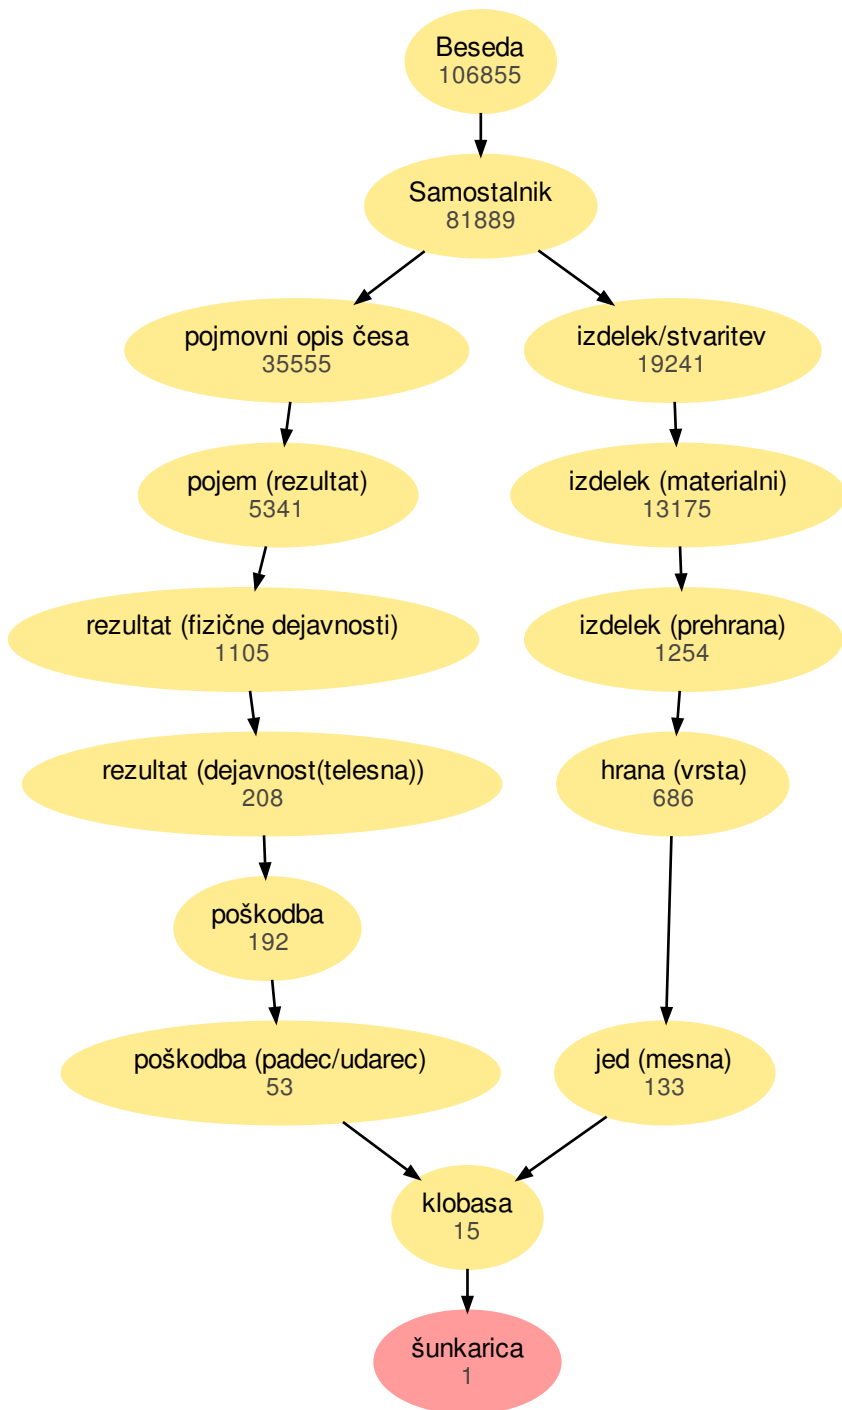 Beseda
106855
Samostalnik
81889
pojmovni opis česa
35555
izdelek/stvaritev
19241
pojem (rezultat)
5341
izdelek (materialni)
13175
rezultat (fizične dejavnosti)
1105
izdelek (prehrana)
1254
rezultat (dejavnost(telesna))
208
hrana (vrsta)
686
poškodba
192
poškodba (padec/udarec)
53
jed (mesna)
133
klobasa
15
šunkarica
1